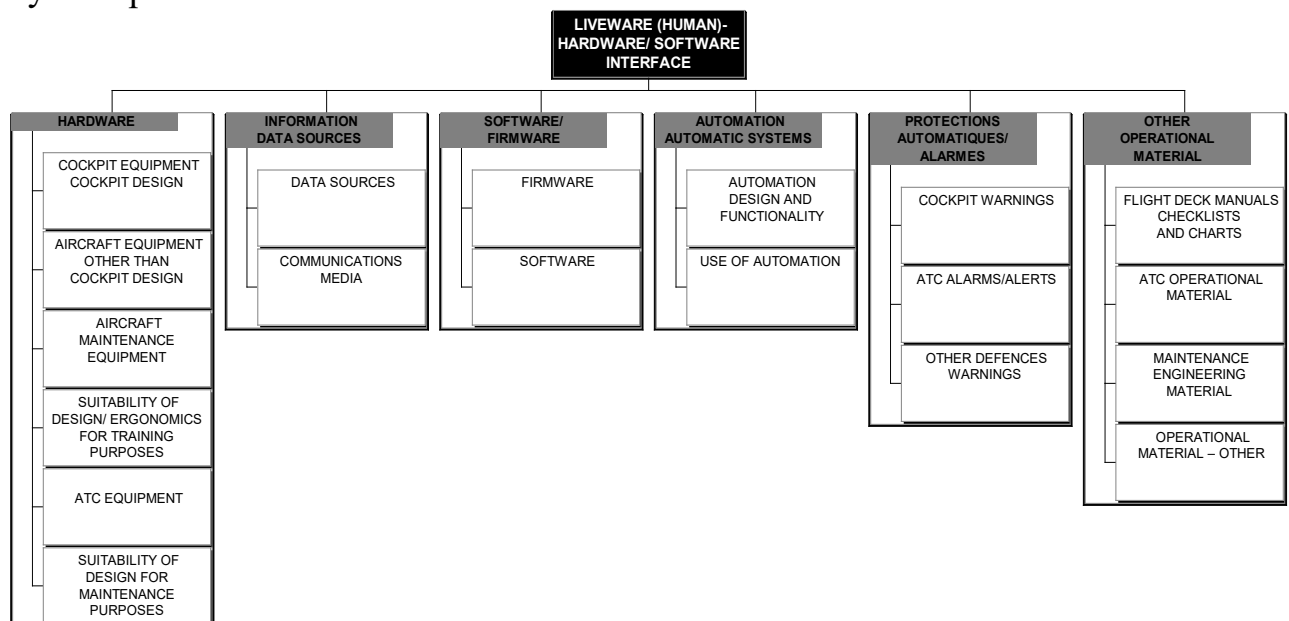 LIVEWARE (HUMAN)-
HARDWARE/ SOFTWARE
INTERFACE
HARDWARE
COCKPIT EQUIPMENT
COCKPIT DESIGN
AIRCRAFT EQUIPMENT
OTHER THAN
COCKPIT DESIGN
AIRCRAFT
MAINTENANCE
EQUIPMENT
SUITABILITY OF
DESIGN/ ERGONOMICS
FOR TRAINING
PURPOSES
ATC EQUIPMENT
SUITABILITY OF
DESIGN FOR
MAINTENANCE
PURPOSES
INFORMATION
DATA SOURCES
DATA SOURCES
COMMUNICATIONS
MEDIA
SOFTWARE/
FIRMWARE
FIRMWARE
SOFTWARE
AUTOMATION
AUTOMATIC SYSTEMS
AUTOMATION
DESIGN AND
FUNCTIONALITY
USE OF AUTOMATION
PROTECTIONS
AUTOMATIQUES/
ALARMES
COCKPIT WARNINGS
ATC ALARMS/ALERTS
OTHER DEFENCES
WARNINGS
OTHER
OPERATIONAL
MATERIAL
FLIGHT DECK MANUALS
CHECKLISTS
AND CHARTS
ATC OPERATIONAL
MATERIAL
MAINTENANCE
ENGINEERING
MATERIAL
OPERATIONAL
MATERIAL – OTHER